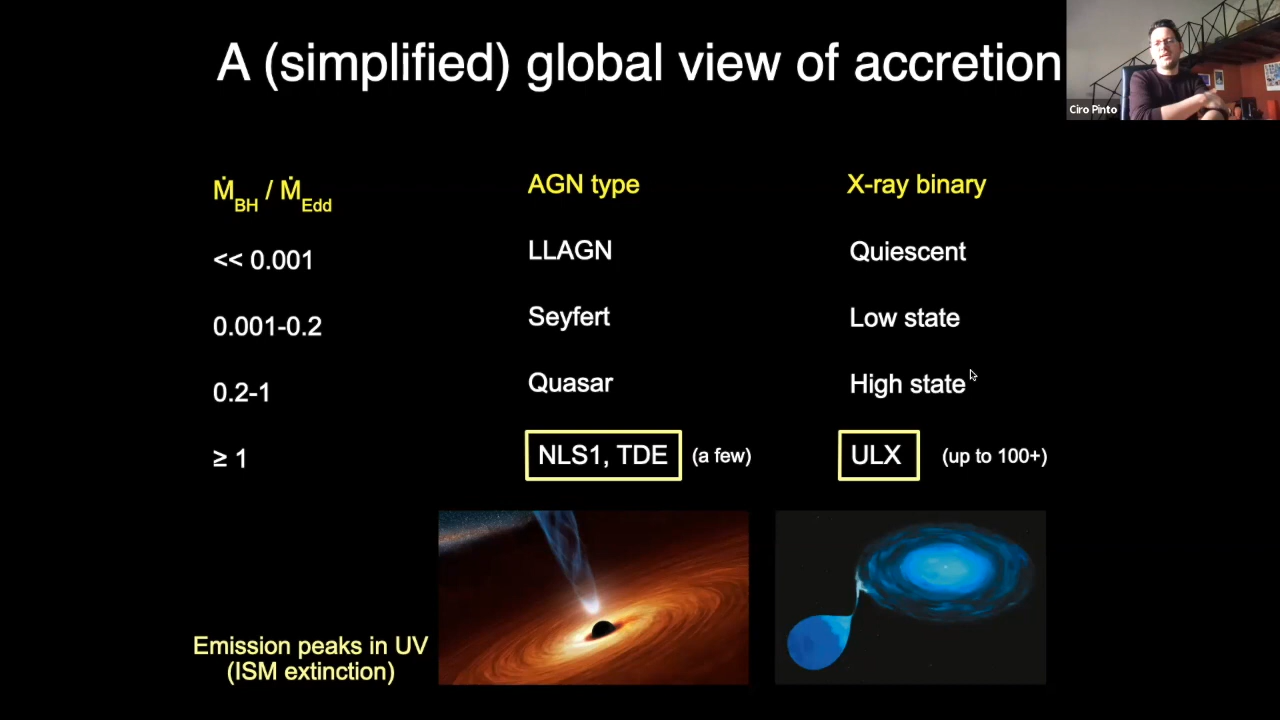 A (simplified) global view of accretion
Ciro Pinto
ṀBH / ṀEdd AGN type X-ray binary
<< 0.001 LLAGN Quiescent
0.001-0.2 Seyfert Low state
0.2-1 Quasar High state
≥ 1 NLS1, TDE (a few) ULX (up to 100+)
Emission peaks in UV
(ISM extinction)